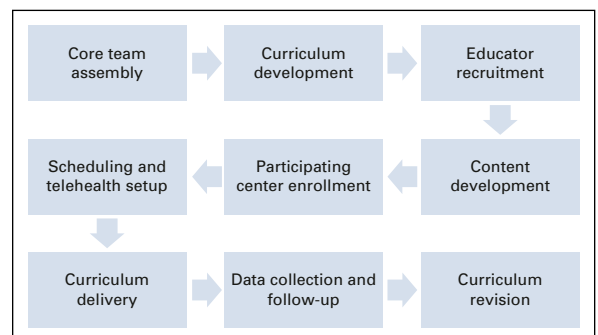 Core team
assembly
Curriculum
development
Educator
recruitment
Scheduling and
telehealth setup
Participating
center enrollment
Content
development
Curriculum
delivery
Data collection and
follow-up
Curriculum
revision